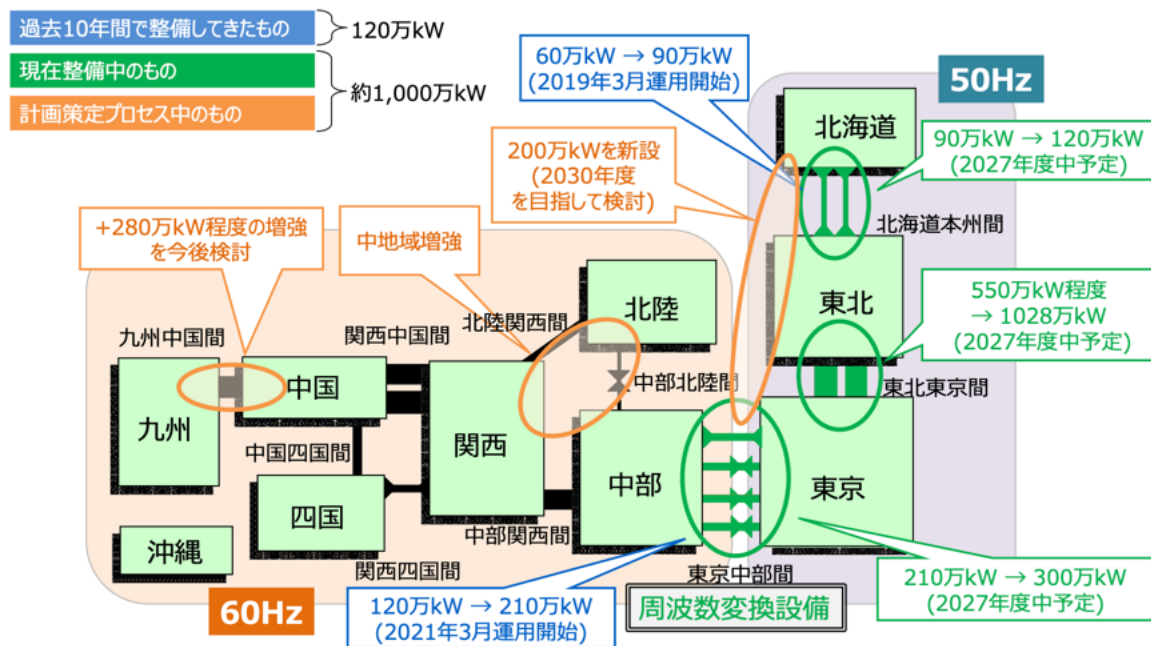 過去10年間で整備してきたもの
120万kW
現在整備中のもの
計画策定プロセス中のもの
約1,000万kW
60万kW → 90万kW
(2019年3月運用開始)
50Hz
北海道
90万kW → 120万kW
(2027年度中予定)
200万kWを新設
(2030年度
を目指して検討)
北海道本州間
+280万kW程度の増強
を今後検討
中地域増強
東北
550万kW程度
→ 1028万kW
(2027年度中予定)
北陸
北陸関西間
九州中国間
関西中国間
中部北陸間
東北東京間
中国
九州
関西
中国四国間
中部
東京
四国
中部関西間
沖縄
関西四国間
東京中部間
210万kW → 300万kW
(2027年度中予定)
60Hz
120万kW → 210万kW
(2021年3月運用開始)
周波数変換設備